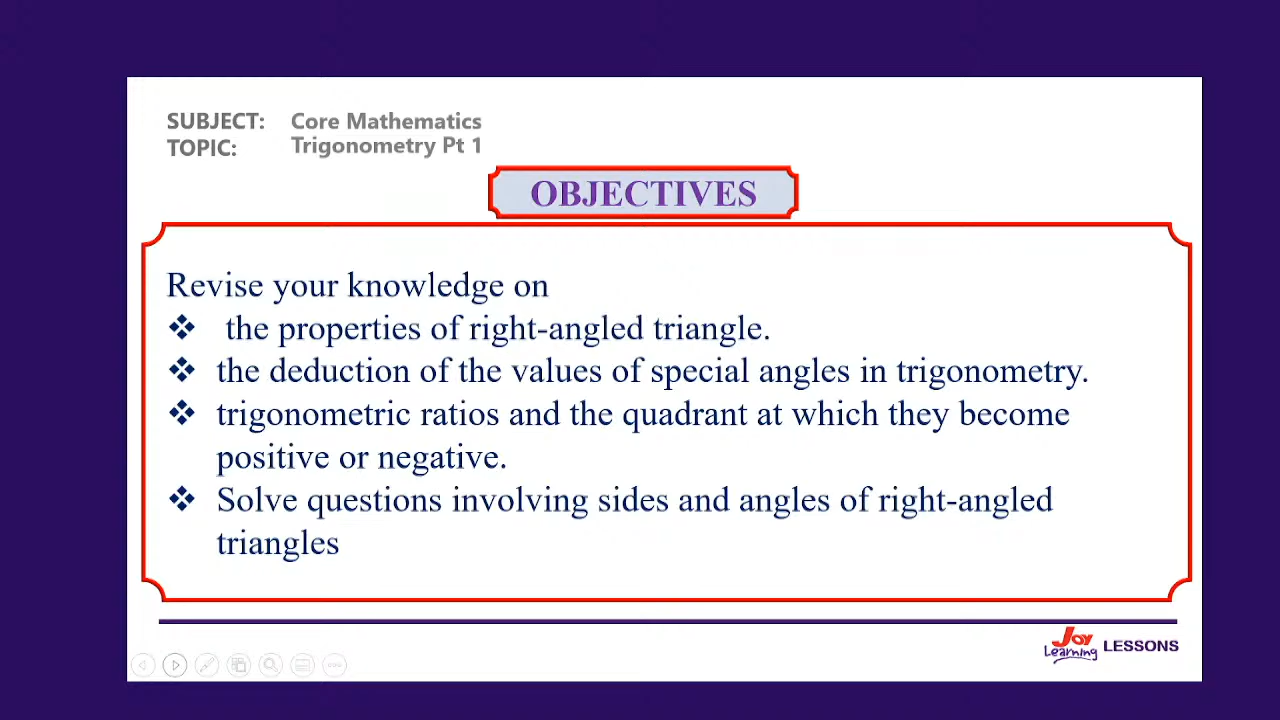 SUBJECT: Core Mathematics
TOPIC: Trigonometry Pt 1
OBJECTIVES
Revise your knowledge on
❖ the properties of right-angled triangle.
❖ the deduction of the values of special angles in trigonometry.
❖ trigonometric ratios and the quadrant at which they become
positive or negative.
❖ Solve questions involving sides and angles of right-angled
triangles
Joy
Learning LESSONS